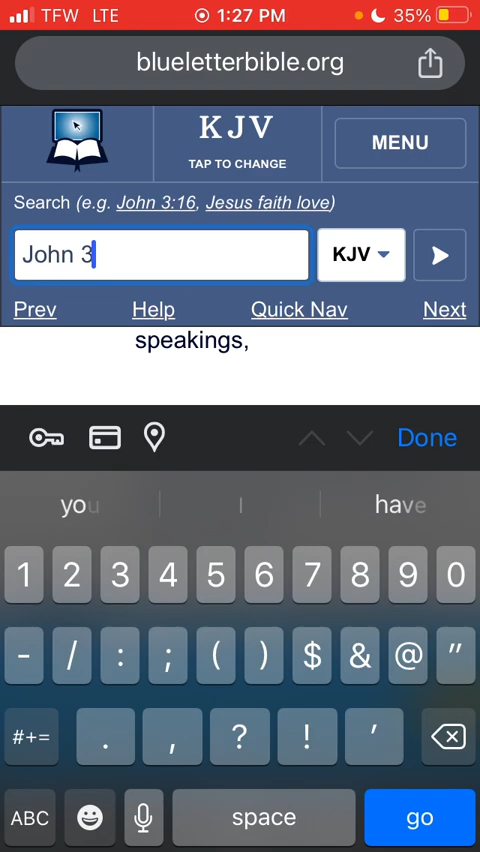 TFW LTE 1:27 PM 35%
blueletterbible.org
KJV
TAP TO CHANGE
MENU
Search (e.g. John 3:16, Jesus faith love)
John 3
KJV
Prev Help Quick Nav Next
speakings,
Done
you I have
1 2 3 4 5 6 7 8 9 0
- / : ; ( ) $ & @ "
#+= . , ? ! '
ABC space go